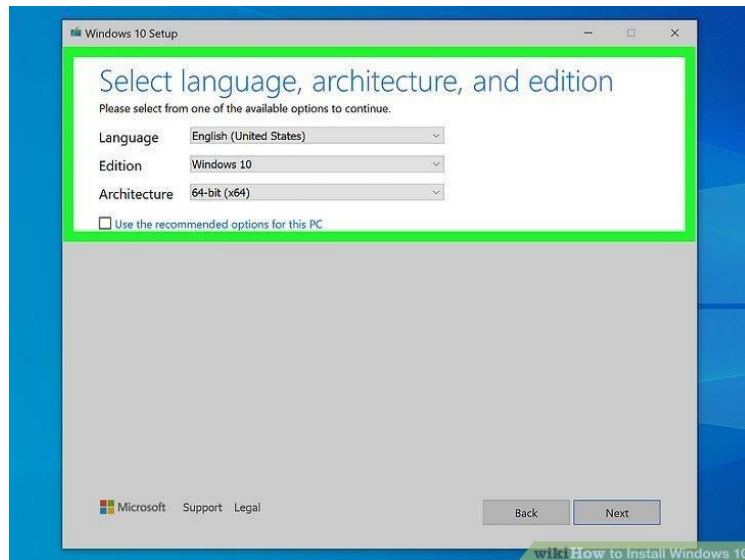 Windows 10 Setup
Select language, architecture, and edition
Please select from one of the available options to continue.
Language English (United States)
Edition Windows 10
Architecture 64-bit (x64)
Use the recommended options for this PC
Microsoft Support Legal
Back Next
wikiHow to Install Windows 10